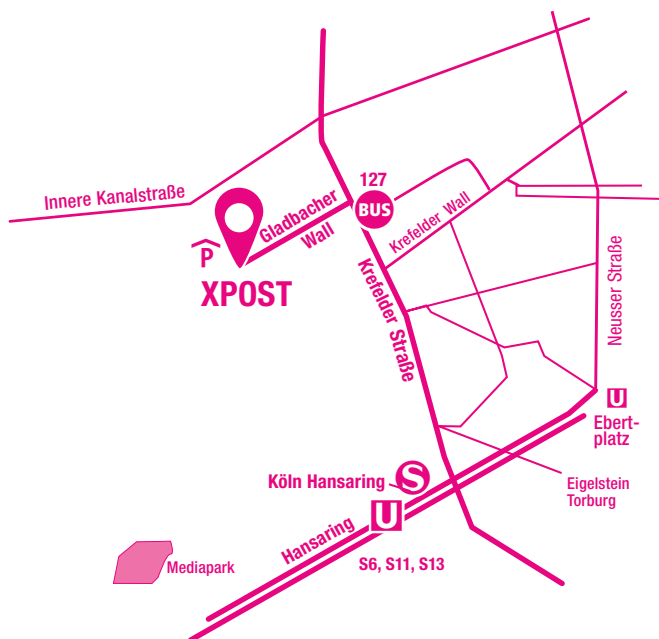 127
BUS
Innere Kanalstraße
Gladbacher
Wall
Krefelder Wall
P
XPOST
Krefelder Straße
Neusser Straße
U
Ebert-
platz
S
Köln Hansaring
Eigelstein
Torburg
U
Hansaring
S6, S11, S13
Mediapark